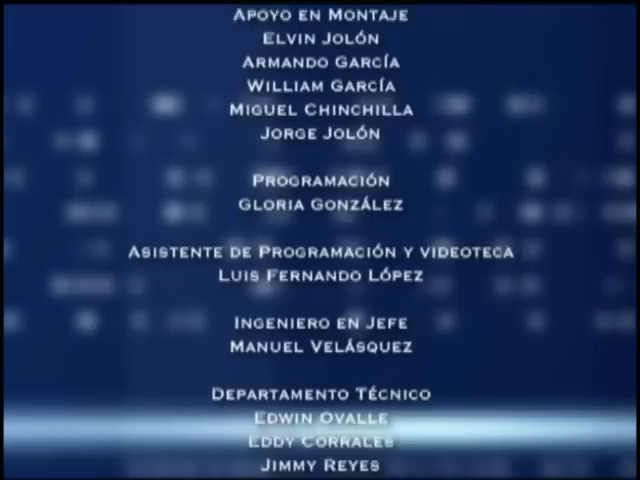 APOYO EN MONTAJE
ELVIN JOLÓN
ARMANDO GARCÍA
WILLIAM GARCÍA
MIGUEL CHINCHILLA
JORGE JOLÓN
PROGRAMACIÓN
GLORIA GONZÁLEZ
ASISTENTE DE PROGRAMACIÓN Y VIDEOTECA
LUIS FERNANDO LÓPEZ
INGENIERO EN JEFE
MANUEL VELÁSQUEZ
DEPARTAMENTO TÉCNICO
EDWIN OVALLE
EDDY CORRALES
JIMMY REYES